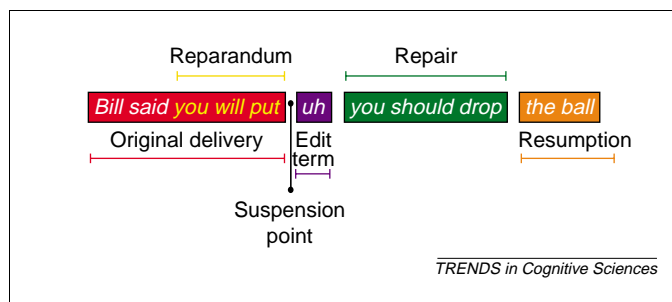 Reparandum Repair
Bill said you will put uh you should drop the ball
Original delivery Edit Resumption
term
Suspension
point
TRENDS in Cognitive Sciences